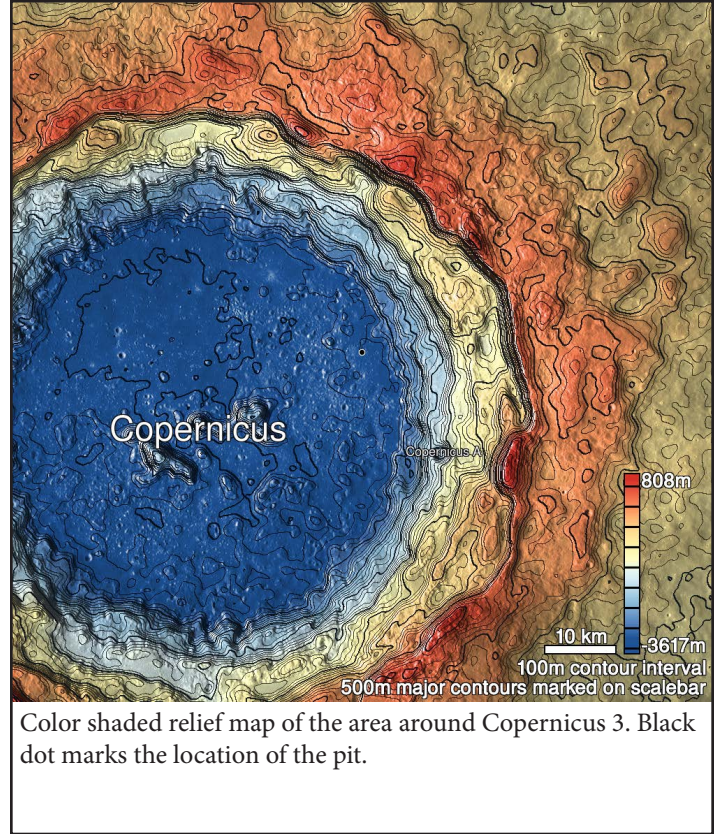 Copernicus
Copernicus A
808m
-3617m
10 km
100m contour interval
500m major contours marked on scalebar
Color shaded relief map of the area around Copernicus 3. Black
dot marks the location of the pit.